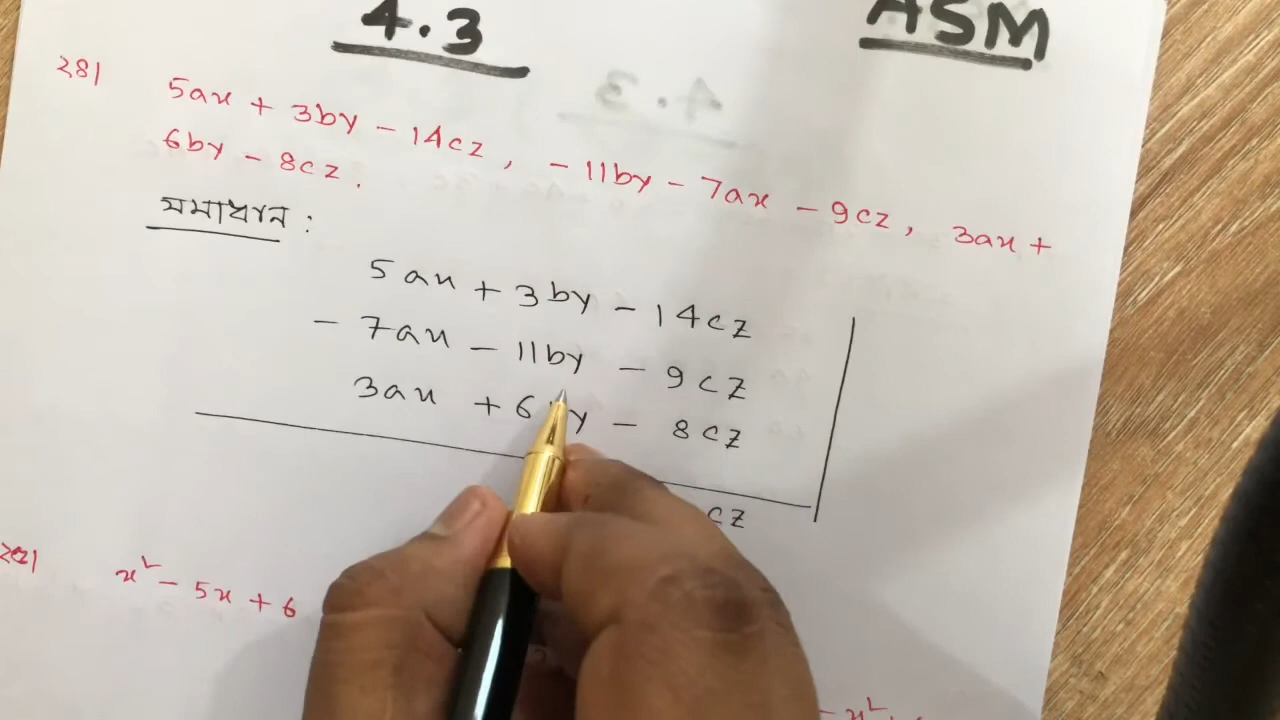 4.3
ASM
২৪। 5ax + 3by - 14cz, - 11by - 7ax - 9cz, 3ax +
6by - 8cz.
সমাধান :
5ax + 3by - 14cz
- 7ax - 11by - 9cz
3ax + 6by - 8cz
cz
x² - 5x + 6